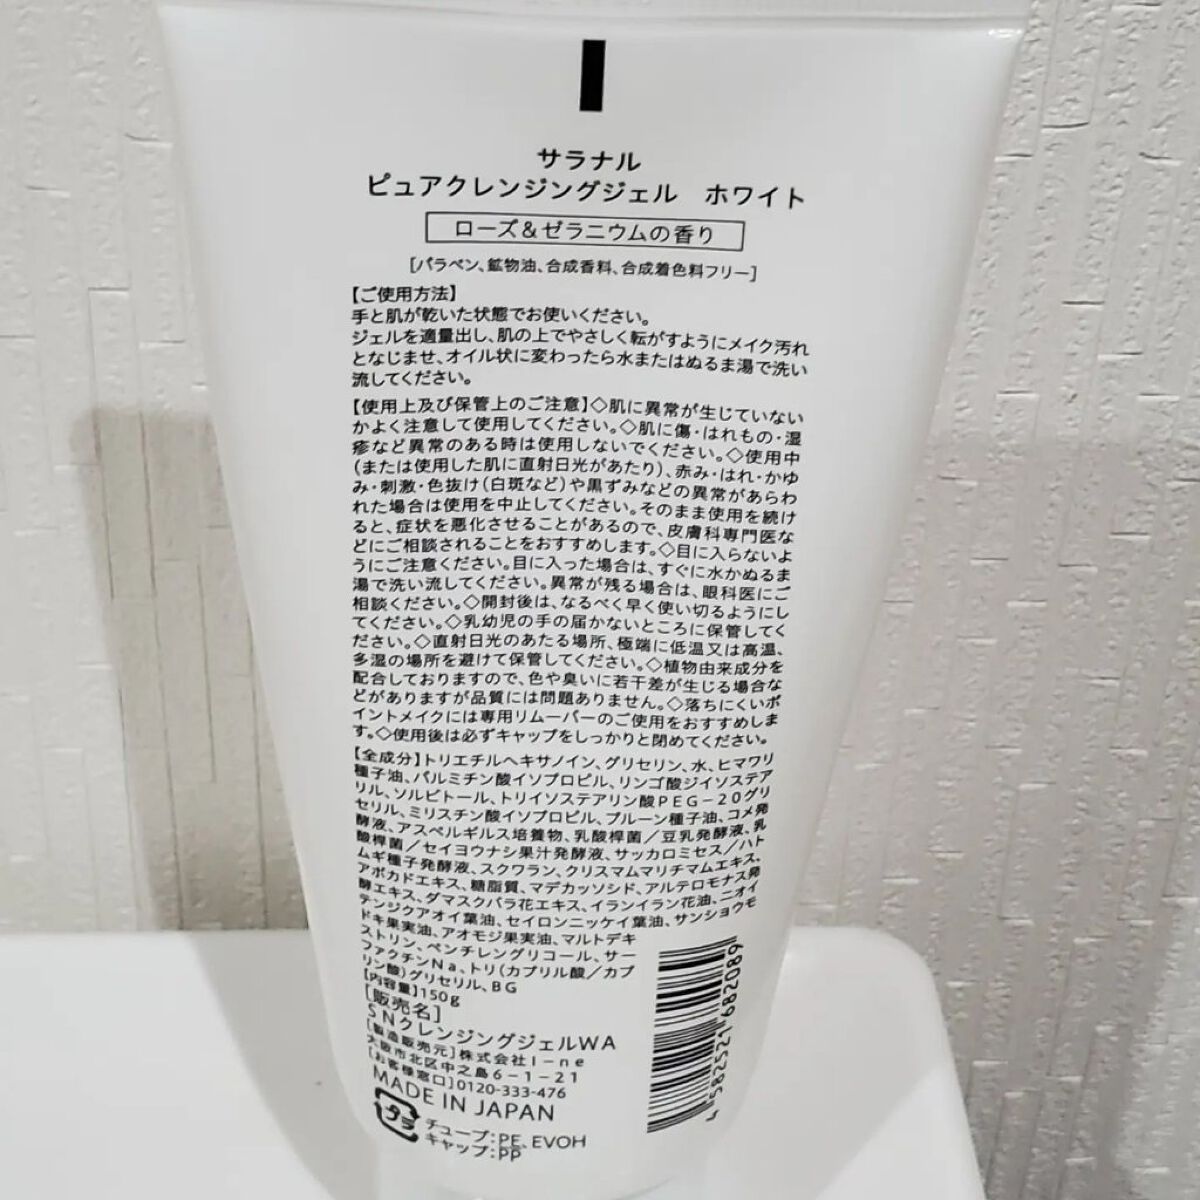 サラナル
ピュアクレンジングジェル ホワイト
ローズ&ゼラニウムの香り
[パラベン、鉱物油、合成香料、合成着色料フリー]
【ご使用方法】
手と肌が乾いた状態でお使いください。
ジェルを適量出し、肌の上でやさしく転がすようにメイク汚れ
となじませ、オイル状に変わったら水またはぬるま湯で洗い
流してください。
【使用上及び保管上のご注意】◇肌に異常が生じていない
かよく注意して使用してください。◇肌に傷・はれもの・湿
疹など異常のある時は使用しないでください。◇使用中
(または使用した肌に直射日光があたり)、赤み・はれ・かゆ
み・刺激・色抜け(白斑など)や黒ずみなどの異常があらわ
れた場合は使用を中止してください。そのまま使用を続け
ると、症状を悪化させることがあるので、皮膚科専門医な
どにご相談されることをおすすめします。◇目に入らないよ
うにご注意ください。目に入った場合は、すぐに水かぬるま
湯で洗い流してください。異常が残る場合は、眼科医にご
相談ください。◇開封後は、なるべく早く使い切るようにし
てください。◇乳幼児の手の届かないところに保管してく
ださい。◇直射日光のあたる場所、極端に低温又は高温、
多湿の場所を避けて保管してください。◇植物由来成分を
配合しておりますので、色や臭いに若干差が生じる場合な
どがありますが品質には問題ありません。◇落ちにくいポ
イントメイクには専用リムーバーのご使用をおすすめしま
す。◇使用後は必ずキャップをしっかりと閉めてください。
【全成分】トリエチルヘキサノイン、グリセリン、水、ヒマワリ
種子油、パルミチン酸イソプロピル、リンゴ酸ジイソステア
リル、ソルビトール、トリイソステアリン酸PEG-20グリ
セリル、ミリスチン酸イソプロピル、プルーン種子油、コメ発
酵液、アスペルギルス培養物、乳酸桿菌/豆乳発酵液、乳
酸桿菌/セイヨウナシ果汁発酵液、サッカロミセス/ハト
ムギ種子発酵液、スクワラン、クリスマムマリチマムエキス、
アボカドエキス、糖脂質、マデカッソシド、アルテロモナス発
酵エキス、ダマスクバラ花エキス、イランイラン花油、ニオイ
テンジクアオイ葉油、セイロンニッケイ葉油、サンショウモ
ドキ果実油、アオモジ果実油、マルトデキ
ストリン、ペンチレングリコール、サー
ファクチンNa、トリ(カプリル酸/カプ
リン酸)グリセリル、BG
【内容量】150g
[販売名]
SNクレンジングジェルWA
[製造販売元]株式会社I-ne
大阪市北区中之島6-1-21
[お客様窓口]0120-333-476
MADE IN JAPAN
プラ
チューブ:PE、EVOH
キャップ:PP
4 582521 682089